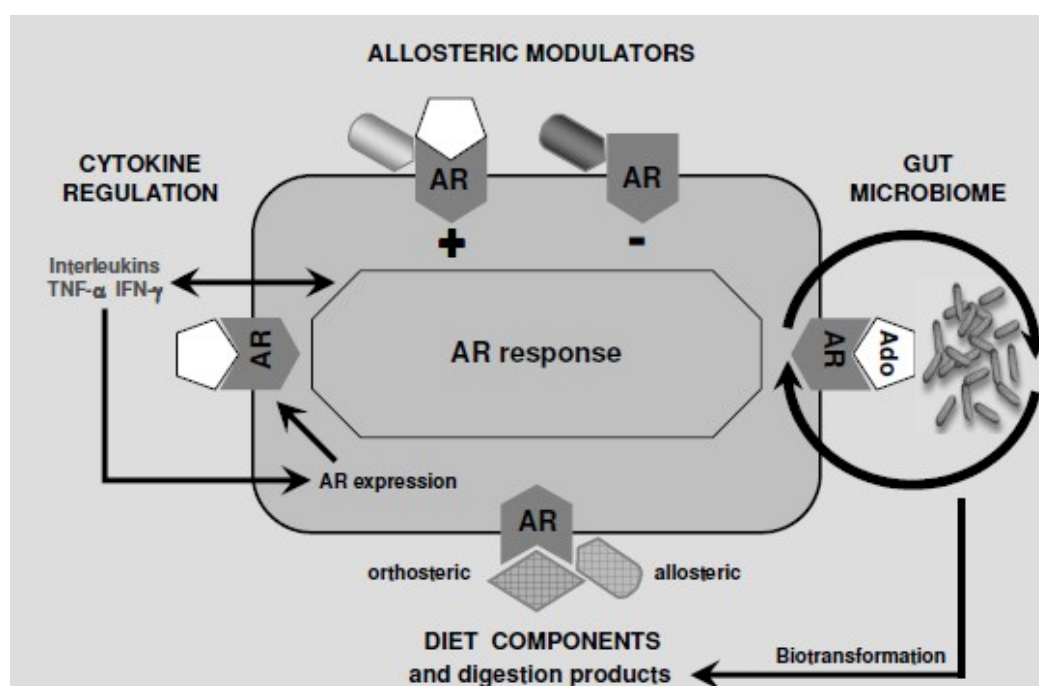 ALLOSTERIC MODULATORS
CYTOKINE
REGULATION
GUT
MICROBIOME
AR
AR
+
-
Interleukins
TNF-α IFN-γ
AR
AR response
AR
Ado
AR expression
AR
orthosteric
allosteric
DIET COMPONENTS
and digestion products
Biotransformation